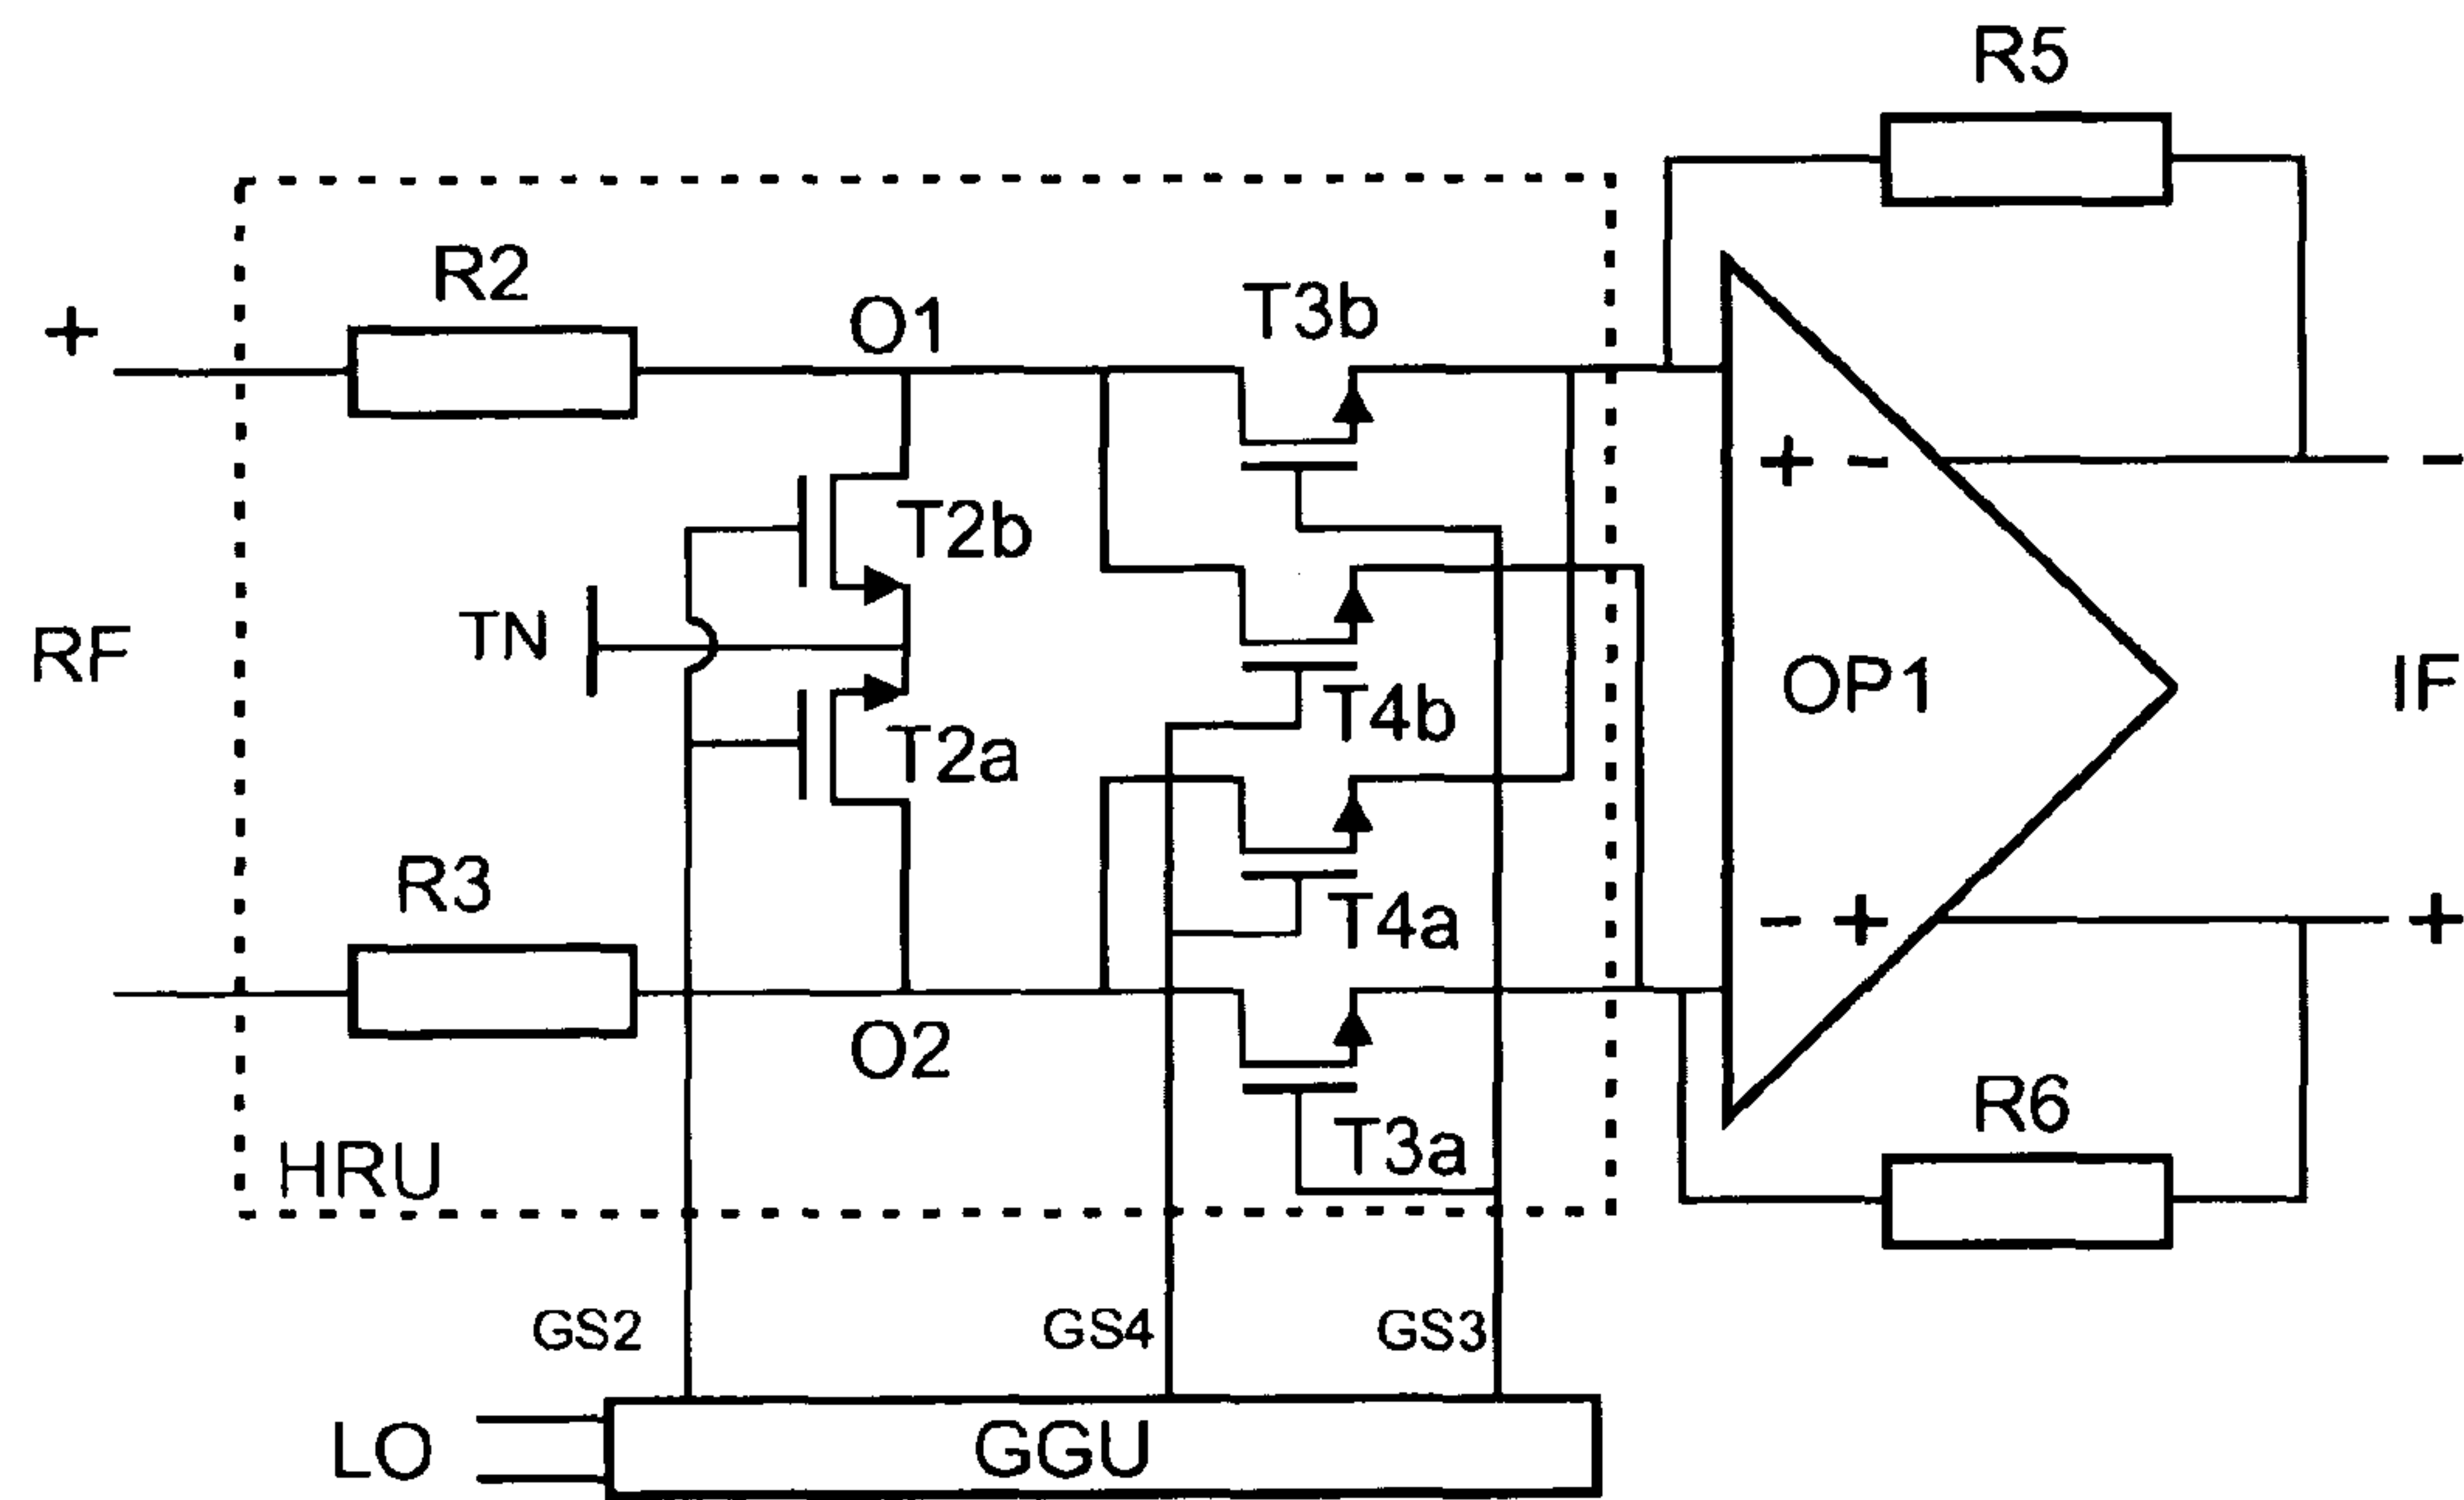 R5
R2
+
O1
T3b
T2b
+ -
-
TN
RF
T4b
OP1
IF
T2a
R3
T4a
- +
+
O2
R6
T3a
HRU
GS2
GS4
GS3
LO
GGU